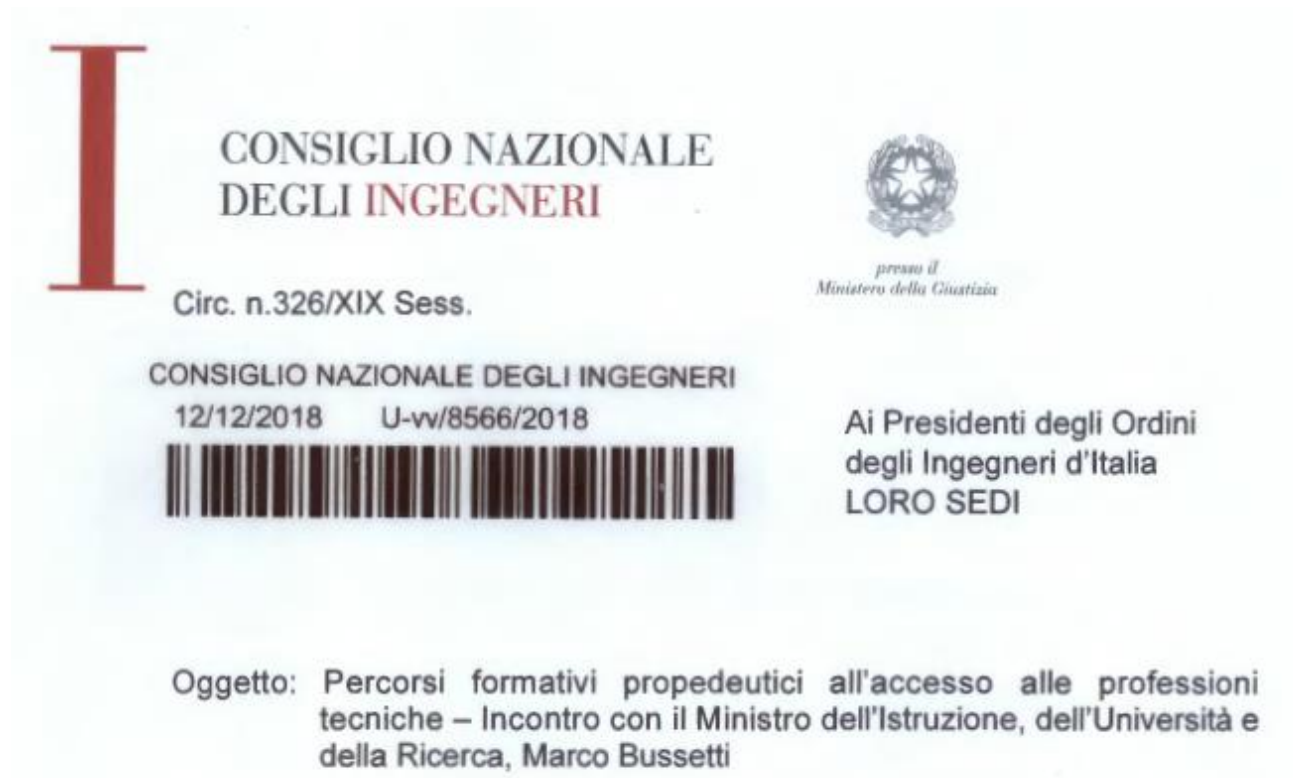 I
CONSIGLIO NAZIONALE
DEGLI INGEGNERI
presso il
Ministero della Giustizia
Circ. n.326/XIX Sess.
CONSIGLIO NAZIONALE DEGLI INGEGNERI
12/12/2018 U-vv/8566/2018
Ai Presidenti degli Ordini
degli Ingegneri d'Italia
LORO SEDI
Oggetto: Percorsi formativi propedeutici all'accesso alle professioni
tecniche – Incontro con il Ministro dell'Istruzione, dell'Università e
della Ricerca, Marco Bussetti